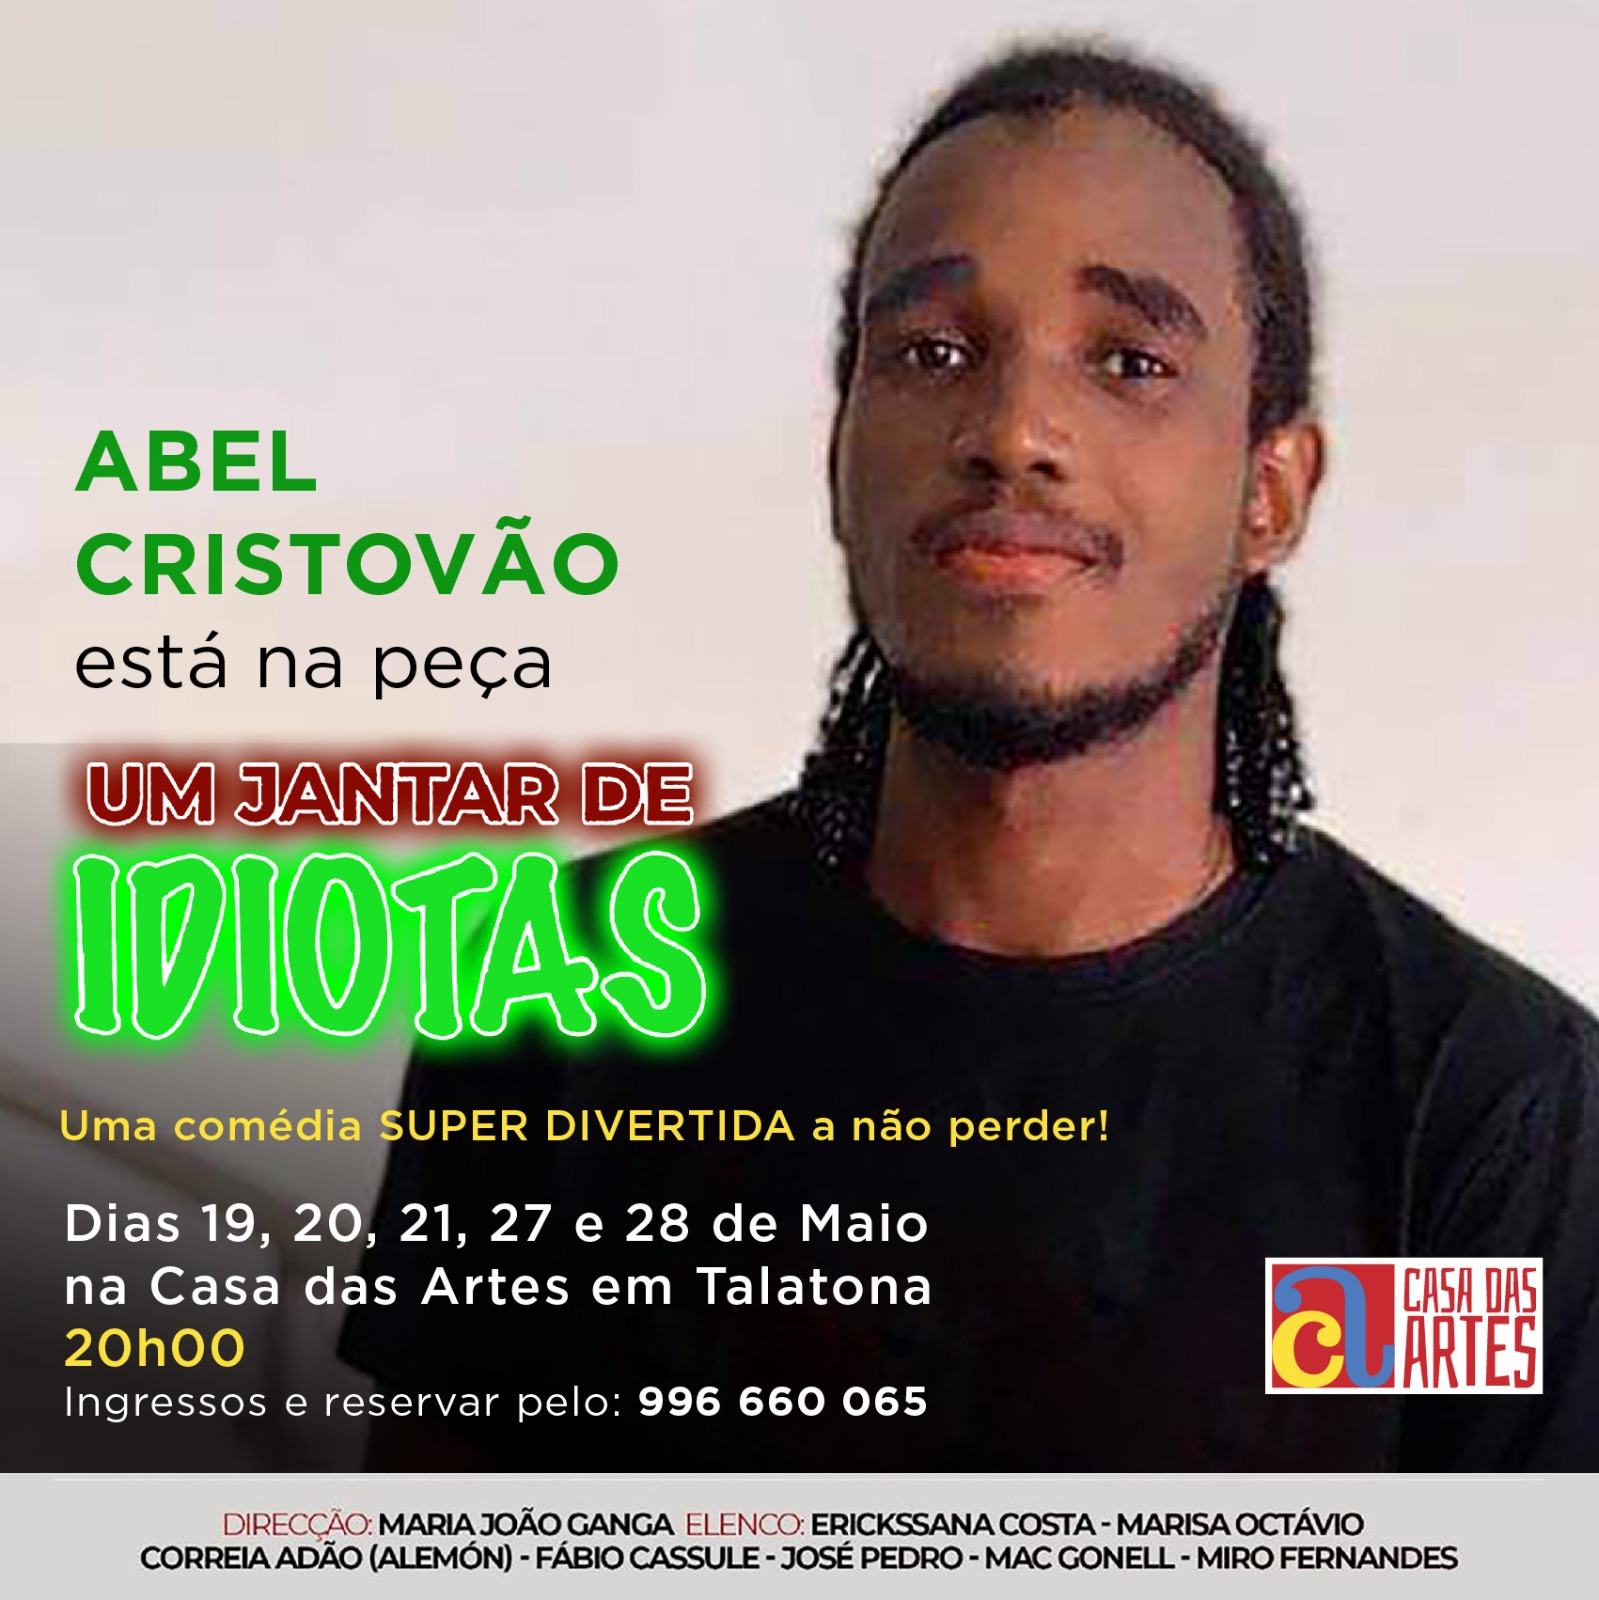 ABEL
CRISTOVÃO
está na peça
UM JANTAR DE
IDIOTAS
Uma comédia SUPER DIVERTIDA a não perder!
Dias 19, 20, 21, 27 e 28 de Maio
na Casa das Artes em Talatona
20h00
Ingressos e reservar pelo: 996 660 065
ca
CASA DAS
ARTES
DIRECÇÃO: MARIA JOÃO GANGA ELENCO: ERICKSSANA COSTA - MARISA OCTÁVIO
CORREIA ADÃO (ALEMÓN) - FÁBIO CASSULE - JOSÉ PEDRO - MAC GONELL - MIRO FERNANDES